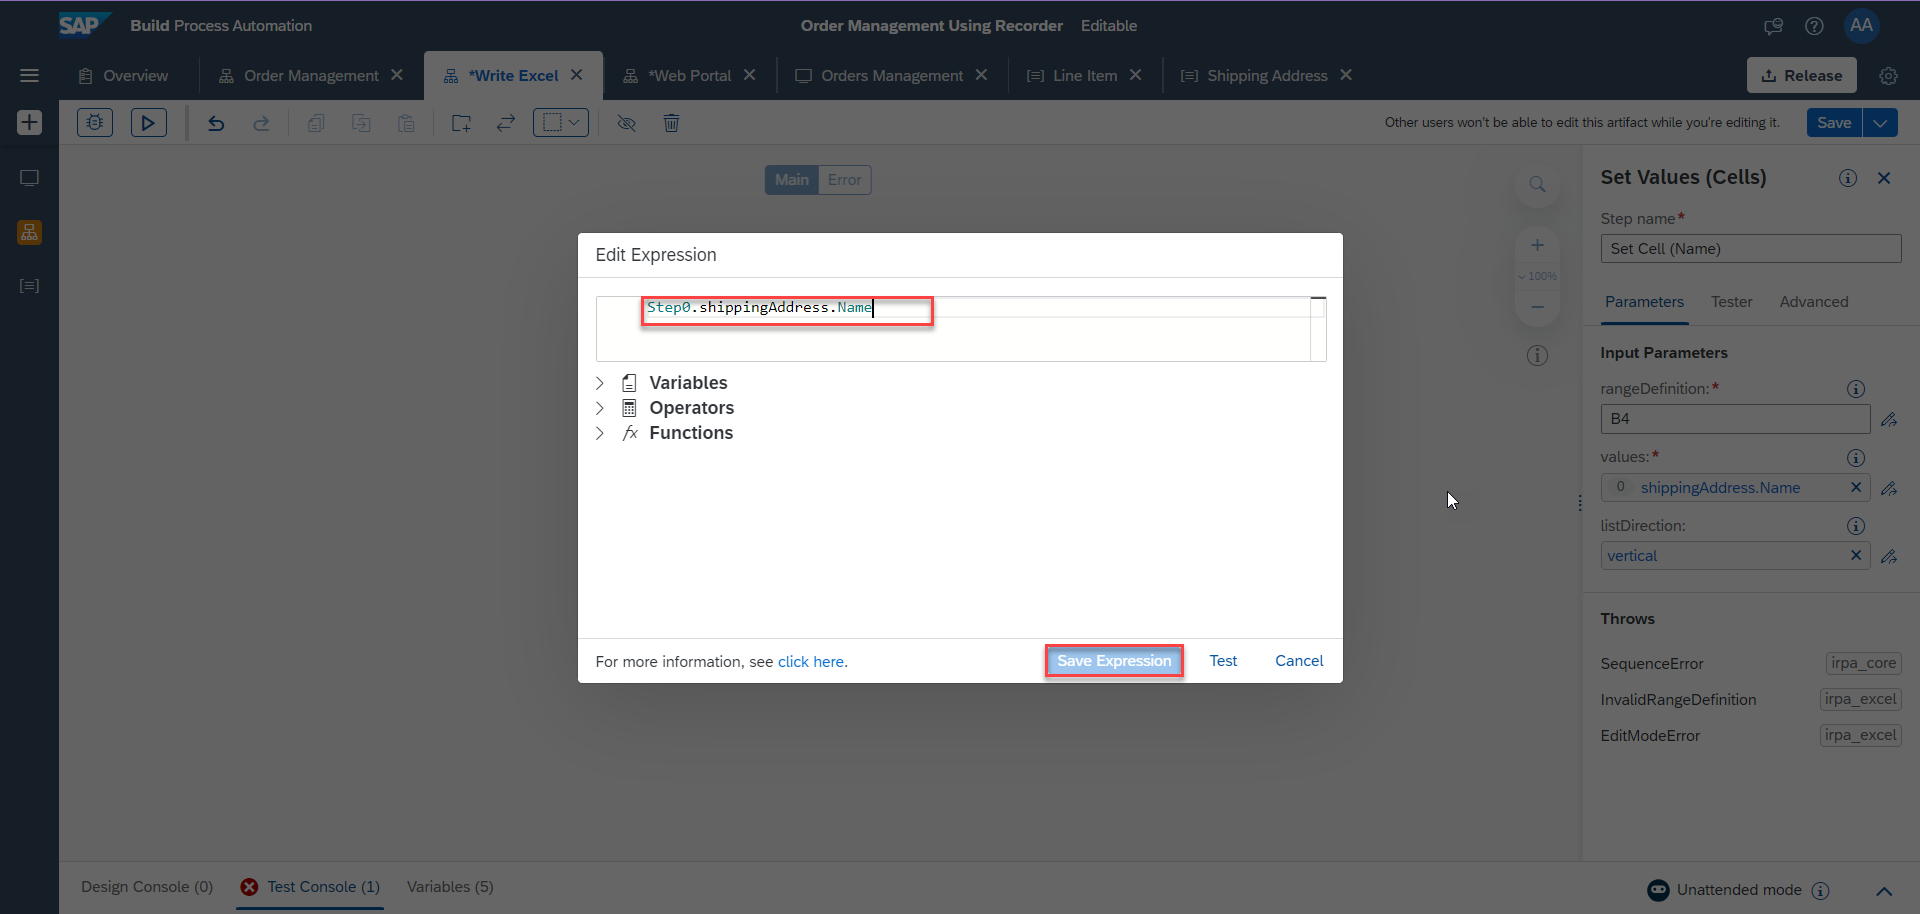 SAP Build Process Automation
Order Management Using Recorder Editable
AA
Overview
Order Management
*Write Excel
*Web Portal
Orders Management
Line Item
Shipping Address
Release
Other users won't be able to edit this artifact while you're editing it.
Save
Main Error
100%
Set Values (Cells)
Step name*
Set Cell (Name)
Parameters Tester Advanced
Input Parameters
rangeDefinition:*
B4
values:*
0 shippingAddress.Name
listDirection:
vertical
Throws
SequenceError irpa_core
InvalidRangeDefinition irpa_excel
EditModeError irpa_excel
Edit Expression
Step0.shippingAddress.Name
Variables
Operators
fx Functions
For more information, see click here.
Save Expression Test Cancel
Design Console (0) Test Console (1) Variables (5)
Unattended mode